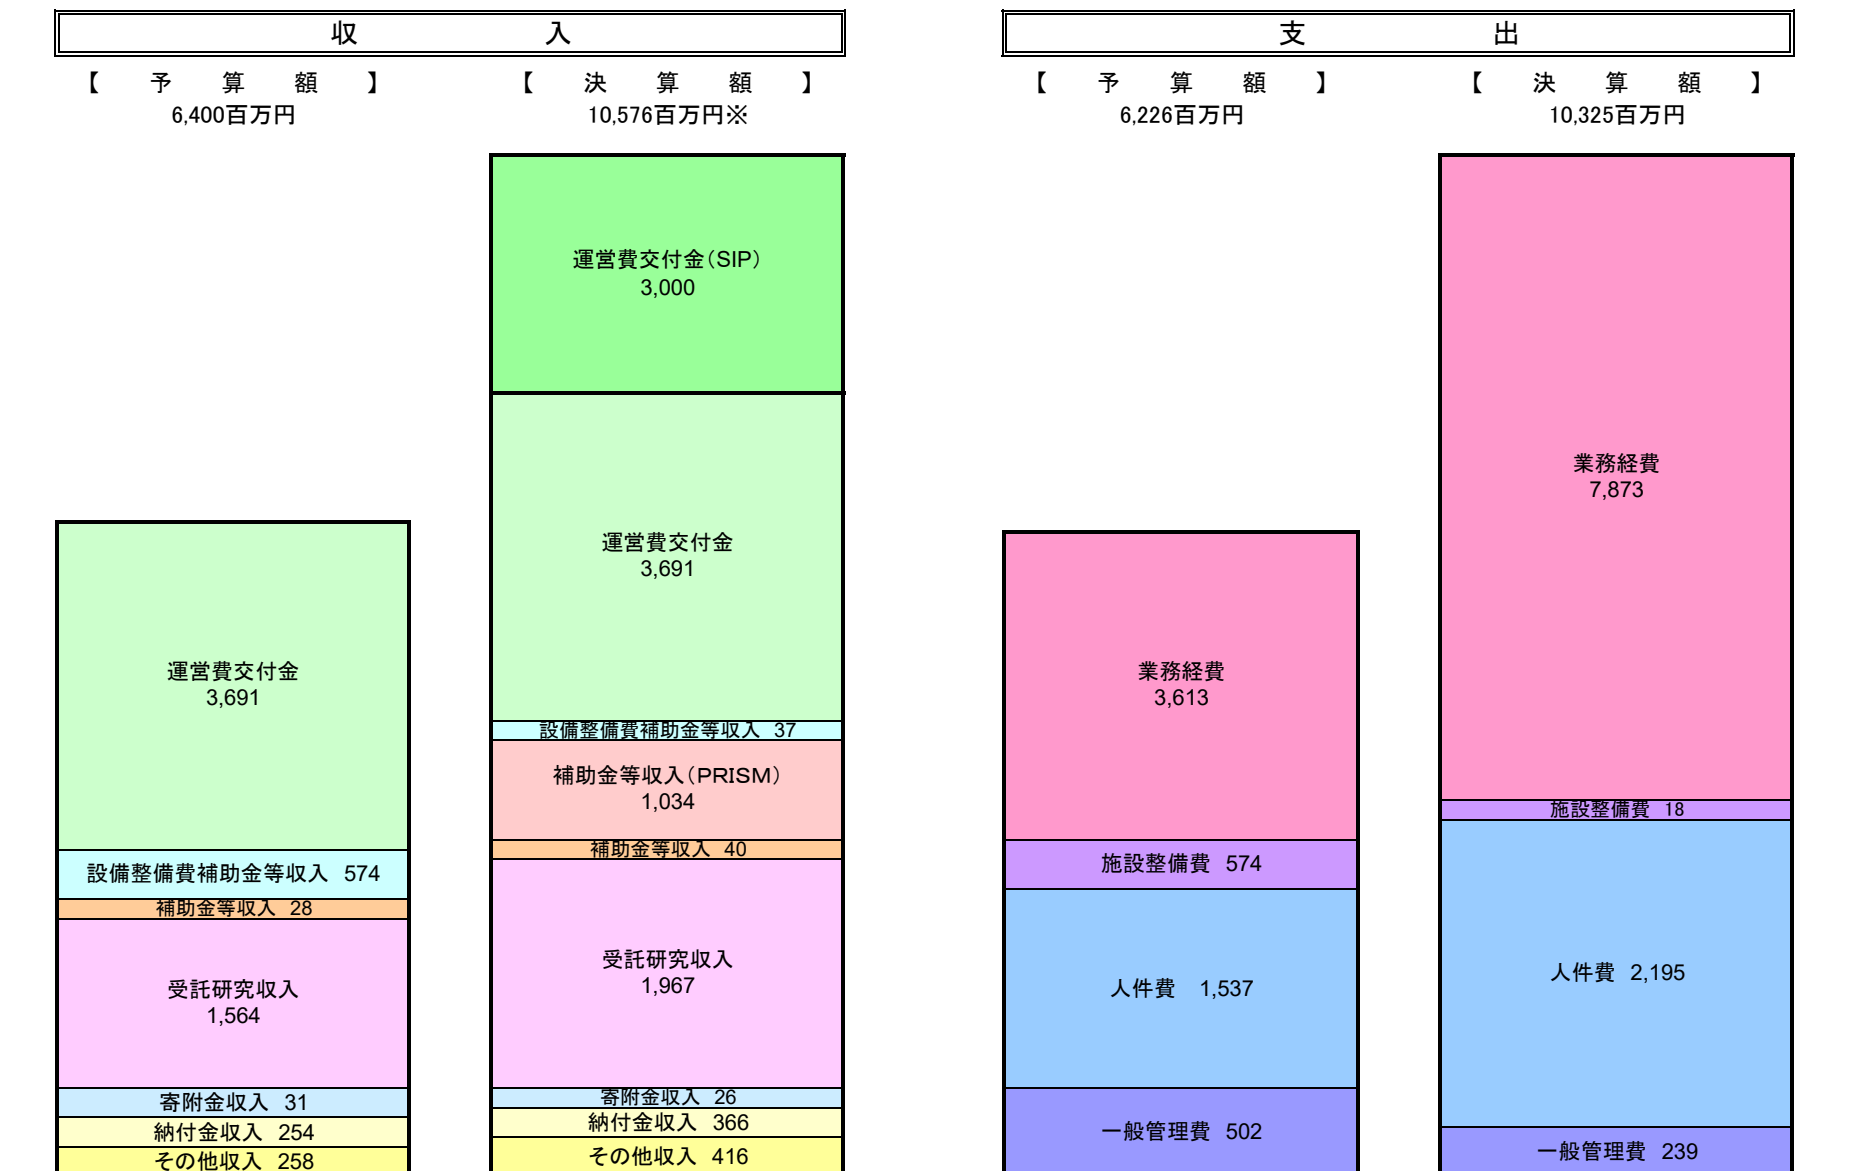 収 入
【 予 算 額 】
6,400百万円
【 決 算 額 】
10,576百万円※
運営費交付金
3,691
設備整備費補助金等収入 574
補助金等収入 28
受託研究収入
1,564
寄附金収入 31
納付金収入 254
その他収入 258
運営費交付金(SIP)
3,000
運営費交付金
3,691
設備整備費補助金等収入 37
補助金等収入(PRISM)
1,034
補助金等収入 40
受託研究収入
1,967
寄附金収入 26
納付金収入 366
その他収入 416
支 出
【 予 算 額 】
6,226百万円
【 決 算 額 】
10,325百万円
業務経費
3,613
施設整備費 574
人件費 1,537
一般管理費 502
業務経費
7,873
施設整備費 18
人件費 2,195
一般管理費 239